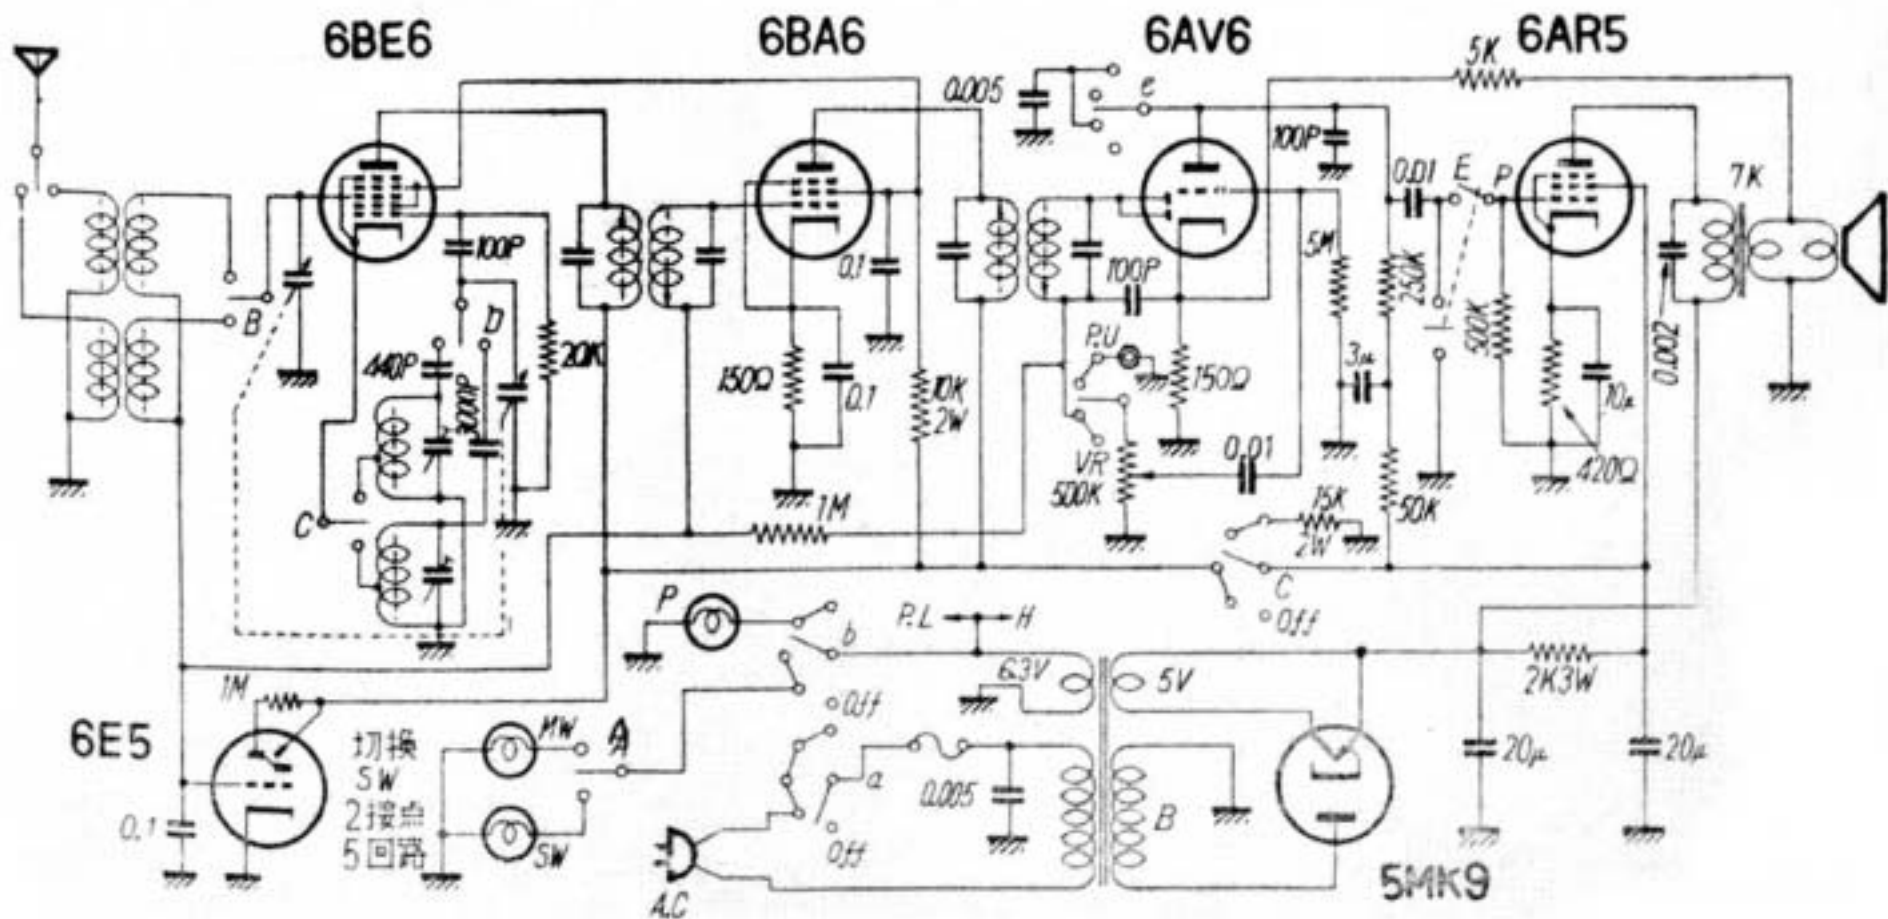 6BE6
6BA6
6AV6
6AR5
5K
0.005
e
100P
0.01
E
P
7K
B
100P
D
440P
3000P
20K
C
150Ω
0.1
0.1
10K
2W
100P
P.U
VR
500K
150Ω
5M
250K
3μ
0.01
50K
500K
10μ
420Ω
0.002
1M
15K
2W
C
Off
P
b
P.L
H
6.3V
5V
2K3W
Off
1M
6E5
切換
SW
2接点
5回路
MW
A
SW
a
Off
0.005
B
20μ
20μ
0.1
A.C
5MK9